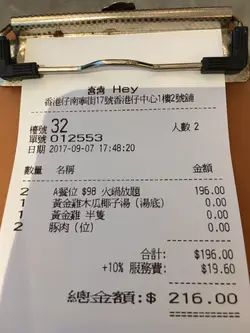 喜喜 Hey
香港仔南寧街17號香港仔中心1樓2號舖
檯號 32 人數 2
單號 012553
日期 2017-09-07 17:48:20
數量 名稱 金額
2 A餐位 $98 火鍋放題 196.00
1 黃金雞木瓜椰子湯(湯底) 0.00
1 黃金雞 半隻 0.00
2 豚肉(位) 0.00
合計: $196.00
+10% 服務費: $19.60
總金額:$ 216.00